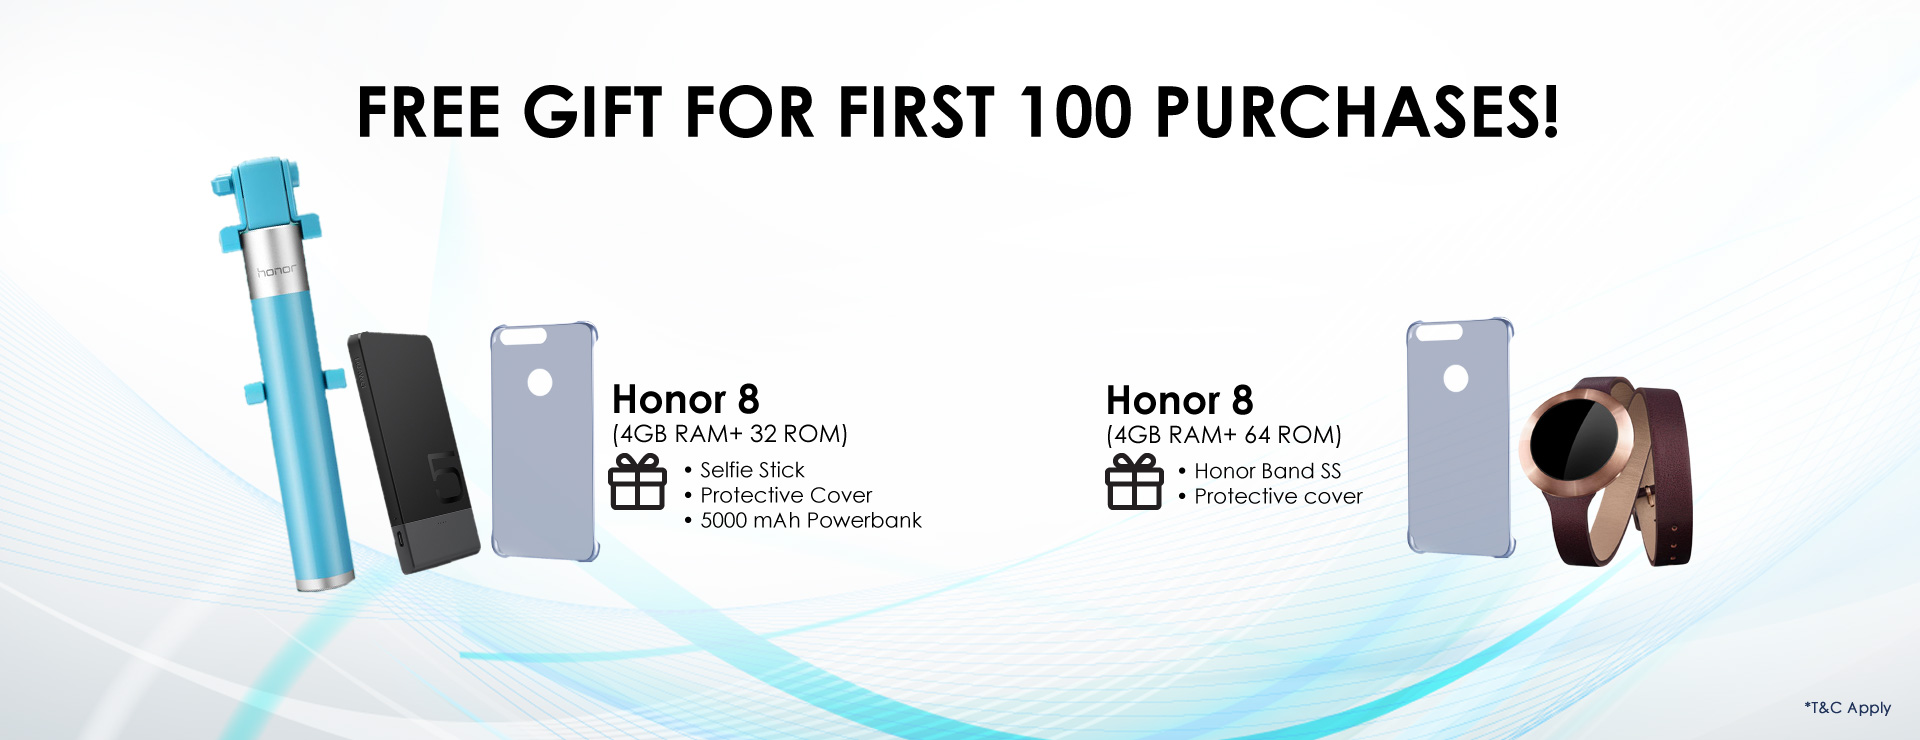 FREE GIFT FOR FIRST 100 PURCHASES!
honor
5
Honor 8
(4GB RAM+ 32 ROM)
• Selfie Stick
• Protective Cover
• 5000 mAh Powerbank
Honor 8
(4GB RAM+ 64 ROM)
• Honor Band SS
• Protective cover
*T&C Apply